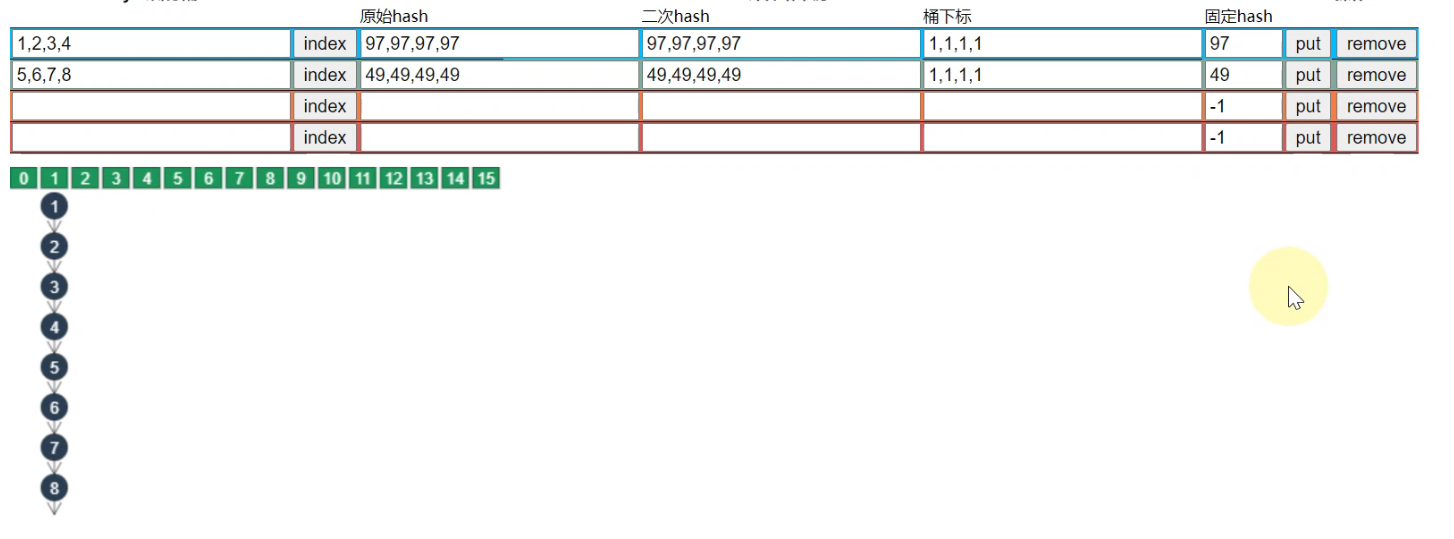 原始hash 二次hash 桶下标 固定hash
1,2,3,4 index 97,97,97,97 97,97,97,97 1,1,1,1 97 put remove
5,6,7,8 index 49,49,49,49 49,49,49,49 1,1,1,1 49 put remove
index -1 put remove
index -1 put remove
0 1 2 3 4 5 6 7 8 9 10 11 12 13 14 15
1
2
3
4
5
6
7
8